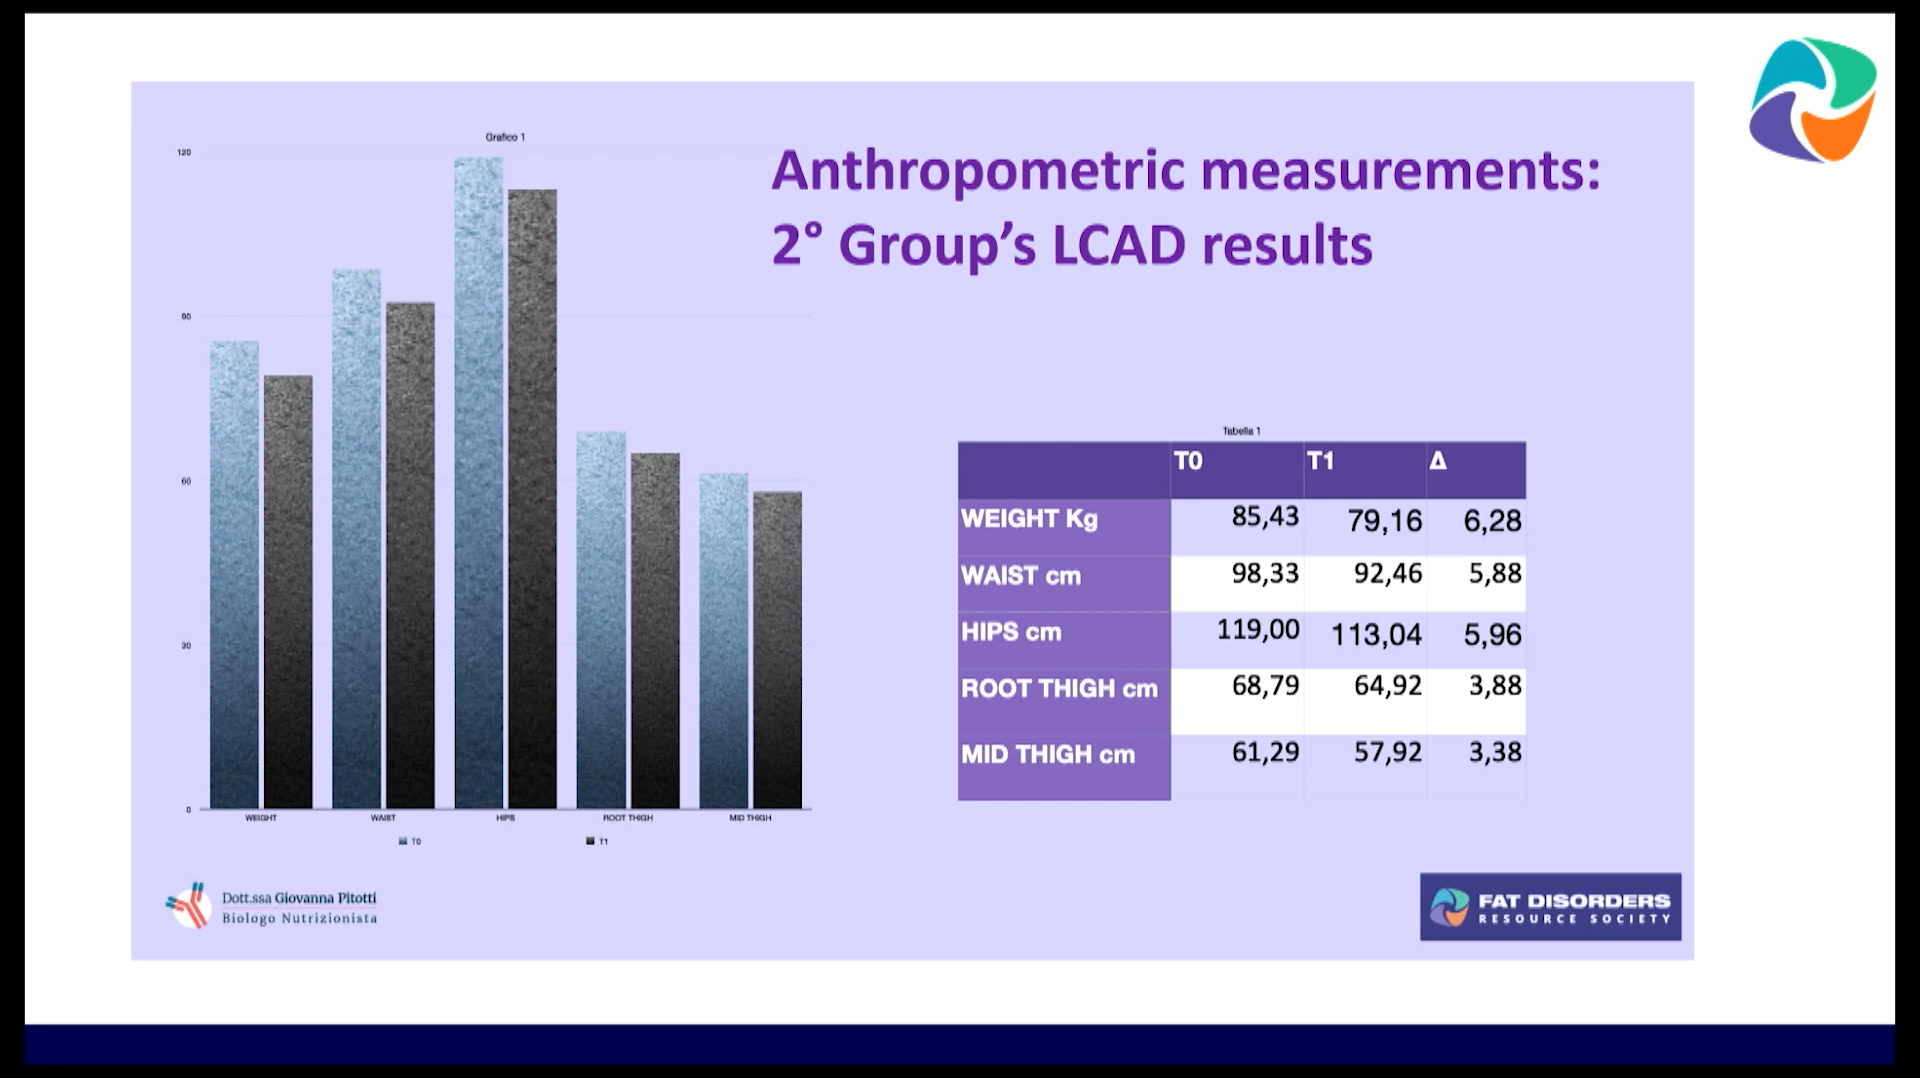 Grafico 1
Anthropometric measurements:
2° Group's LCAD results
120
90
60
30
0
WEIGHT WAIST HIPS ROOT THIGH MID THIGH
T0 T1
Tabella 1
T0 T1 Δ
WEIGHT Kg 85,43 79,16 6,28
WAIST cm 98,33 92,46 5,88
HIPS cm 119,00 113,04 5,96
ROOT THIGH cm 68,79 64,92 3,88
MID THIGH cm 61,29 57,92 3,38
Dott.ssa Giovanna Pitotti
Biologo Nutrizionista
FAT DISORDERS
RESOURCE SOCIETY